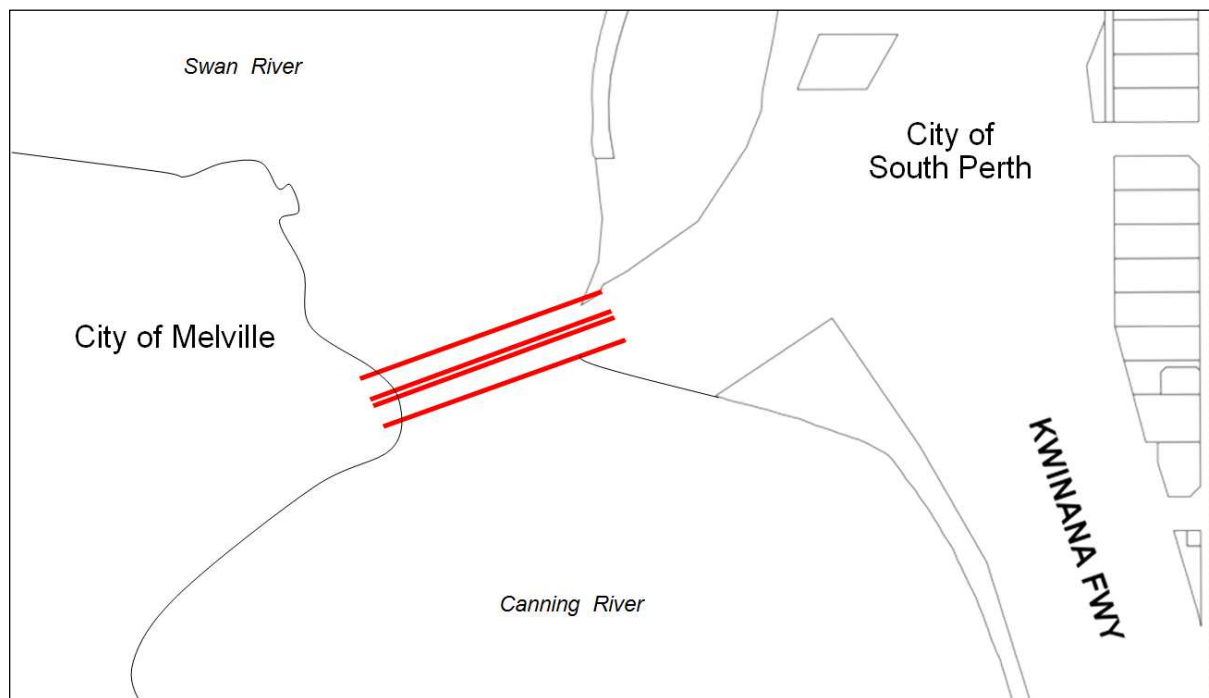 Swan River
City of
South Perth
City of Melville
KWINANA FWY
Canning River